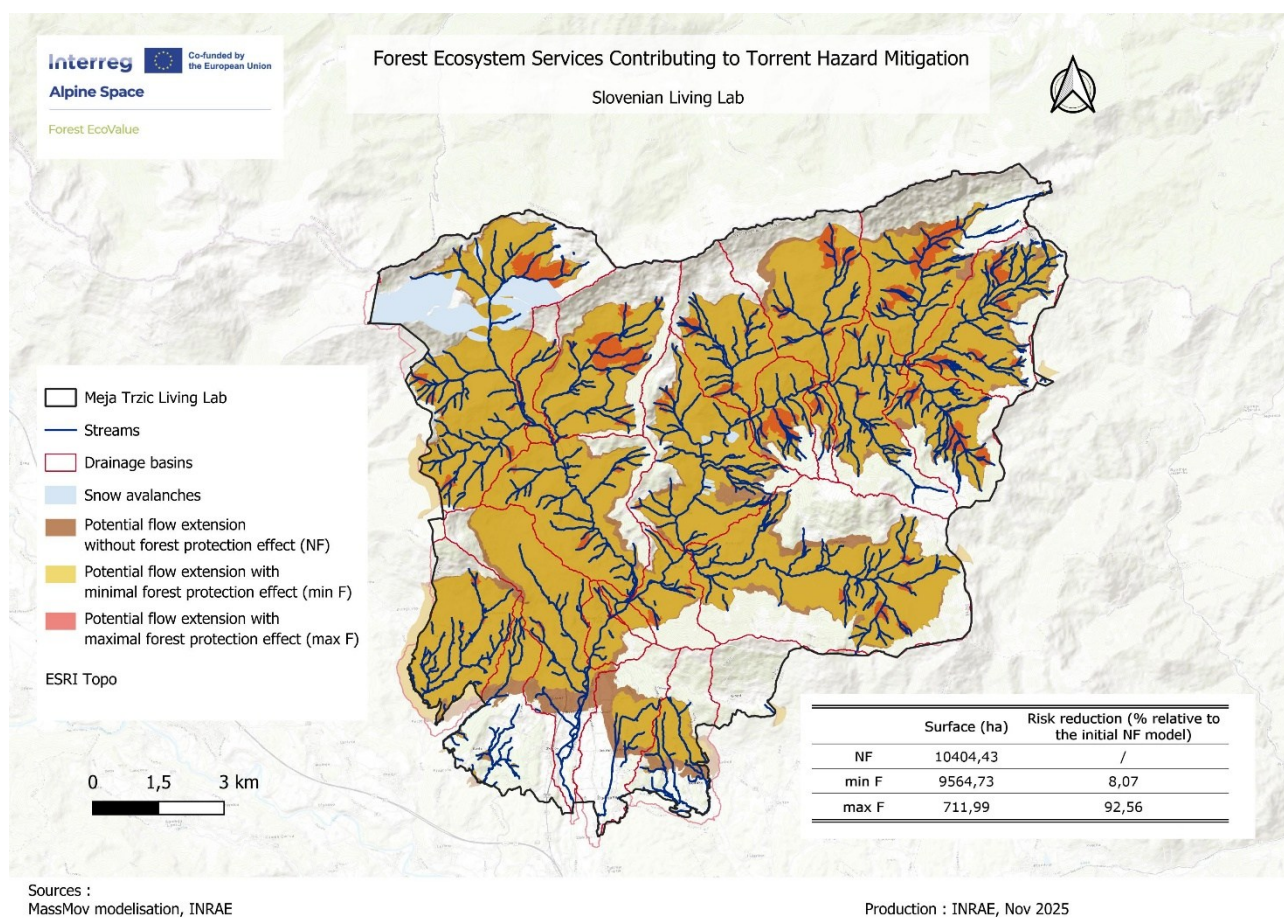 Interreg
Co-funded by
the European Union
Alpine Space
Forest EcoValue
Forest Ecosystem Services Contributing to Torrent Hazard Mitigation
Slovenian Living Lab
Meja Trzic Living Lab
Streams
Drainage basins
Snow avalanches
Potential flow extension
without forest protection effect (NF)
Potential flow extension with
minimal forest protection effect (min F)
Potential flow extension with
maximal forest protection effect (max F)
ESRI Topo
0 1,5 3 km
Surface (ha) Risk reduction (% relative to
the initial NF model)
NF 10404,43 /
min F 9564,73 8,07
max F 711,99 92,56
Sources :
MassMov modelisation, INRAE
Production : INRAE, Nov 2025